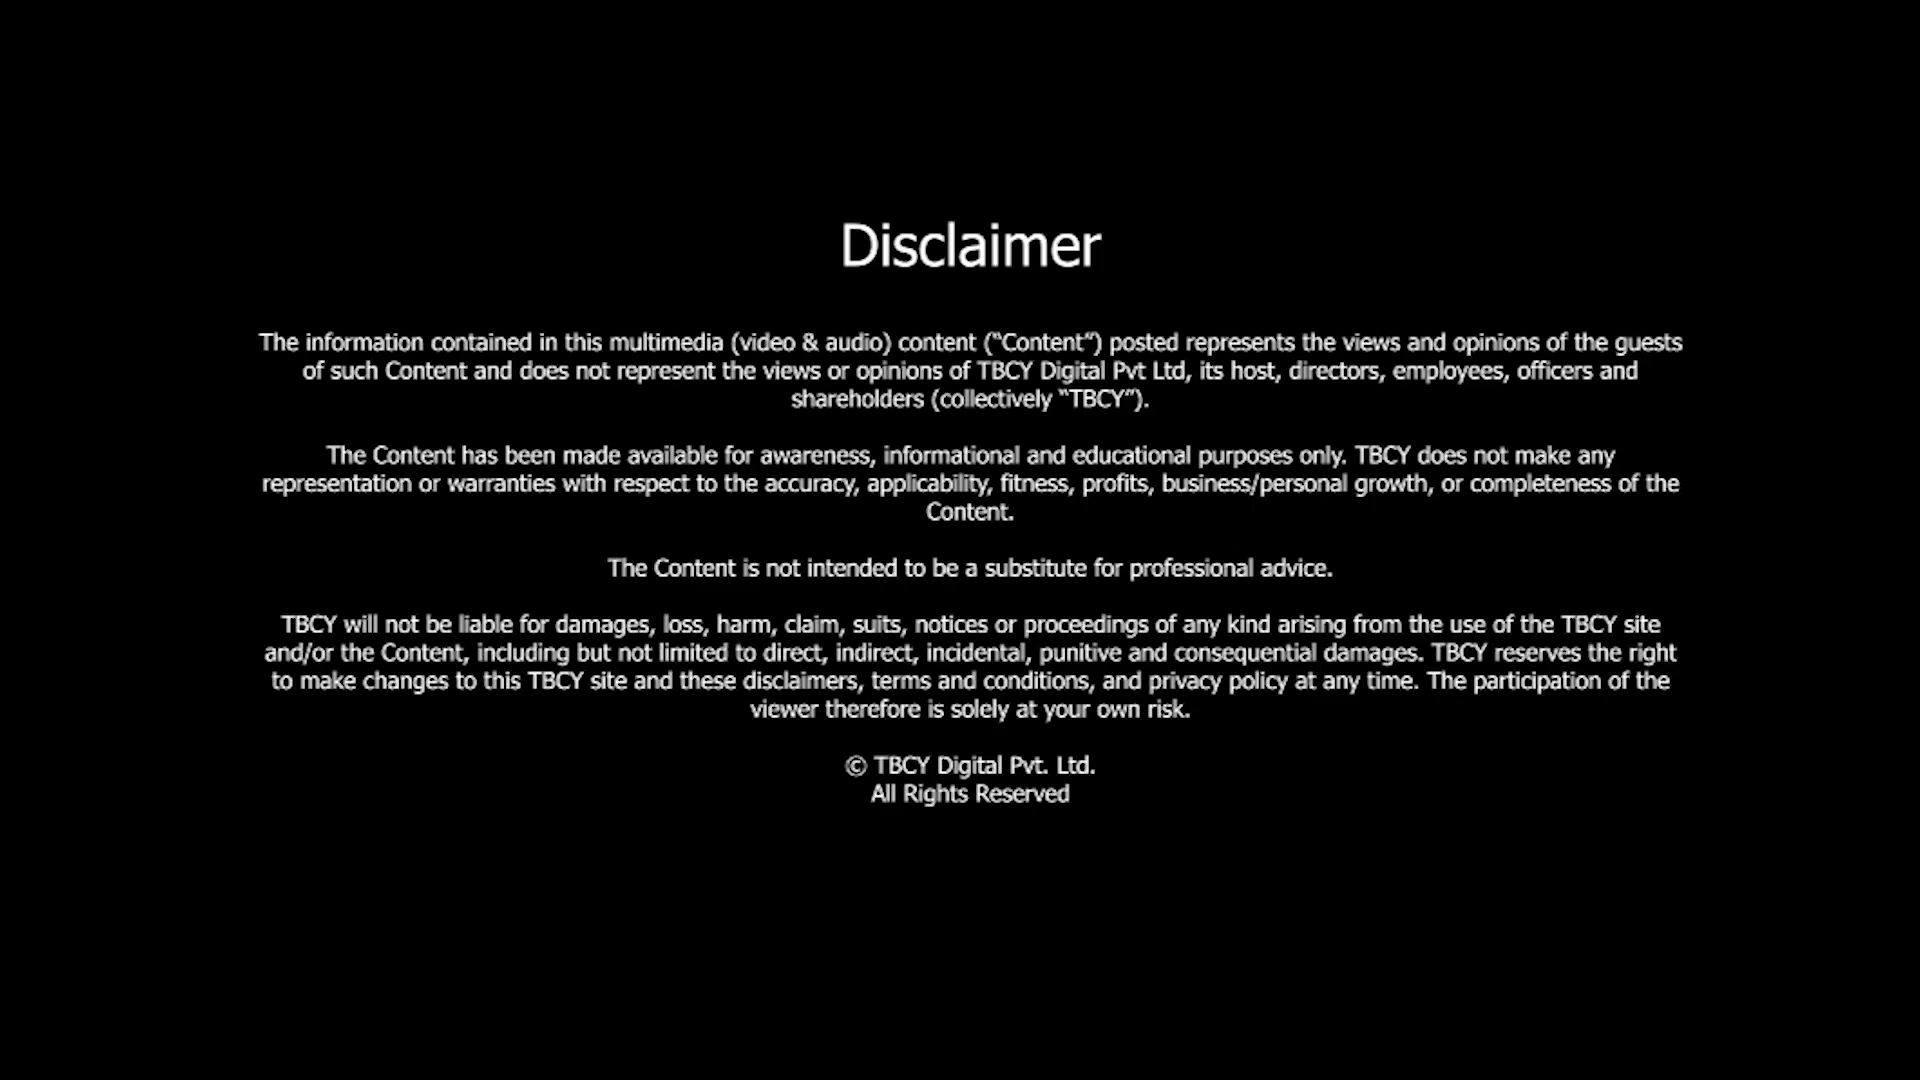 Disclaimer
The information contained in this multimedia (video & audio) content (“Content”) posted represents the views and opinions of the guests
of such Content and does not represent the views or opinions of TBCY Digital Pvt Ltd, its host, directors, employees, officers and
shareholders (collectively “TBCY”).
The Content has been made available for awareness, informational and educational purposes only. TBCY does not make any
representation or warranties with respect to the accuracy, applicability, fitness, profits, business/personal growth, or completeness of the
Content.
The Content is not intended to be a substitute for professional advice.
TBCY will not be liable for damages, loss, harm, claim, suits, notices or proceedings of any kind arising from the use of the TBCY site
and/or the Content, including but not limited to direct, indirect, incidental, punitive and consequential damages. TBCY reserves the right
to make changes to this TBCY site and these disclaimers, terms and conditions, and privacy policy at any time. The participation of the
viewer therefore is solely at your own risk.
© TBCY Digital Pvt. Ltd.
All Rights Reserved